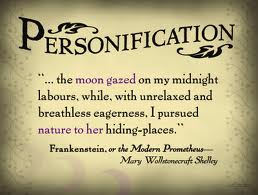 PERSONIFICATION
“... the moon gazed on my midnight
labours, while, with unrelaxed and
breathless eagerness, I pursued
nature to her hiding-places.”
Frankenstein, or the Modern Prometheus—
Mary Wollstonecraft Shelley